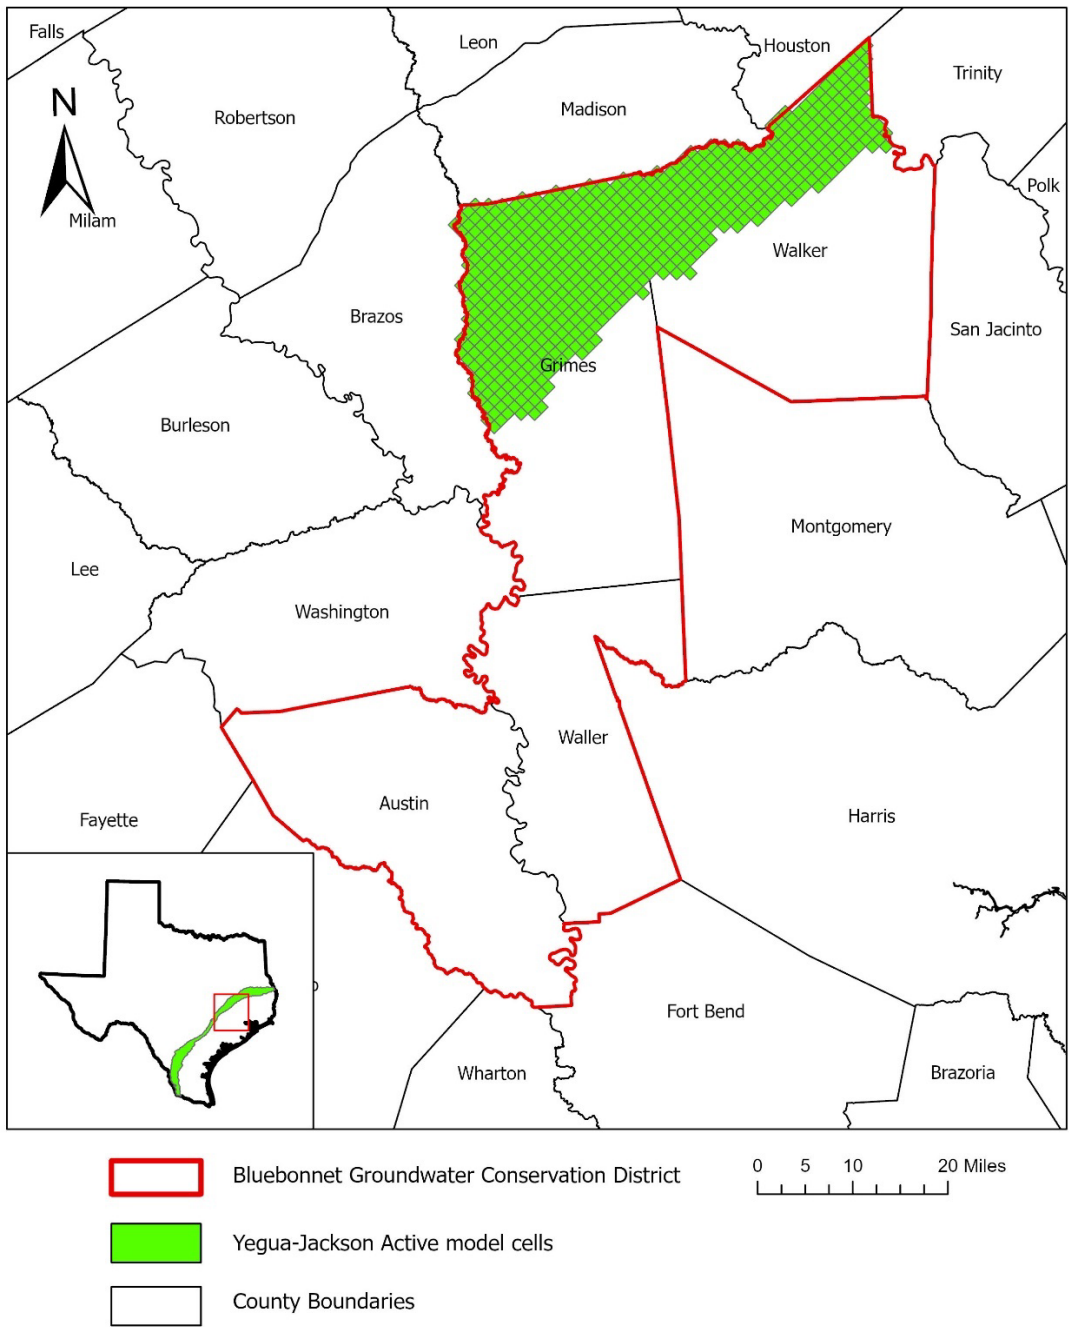 Falls
Leon
Houston
Trinity
Robertson
Madison
N
Milam
Polk
Walker
Brazos
San Jacinto
Grimes
Burleson
Montgomery
Lee
Washington
Waller
Austin
Fayette
Harris
Fort Bend
Wharton
Brazoria
Bluebonnet Groundwater Conservation District
0 5 10 20 Miles
Yegua-Jackson Active model cells
County Boundaries